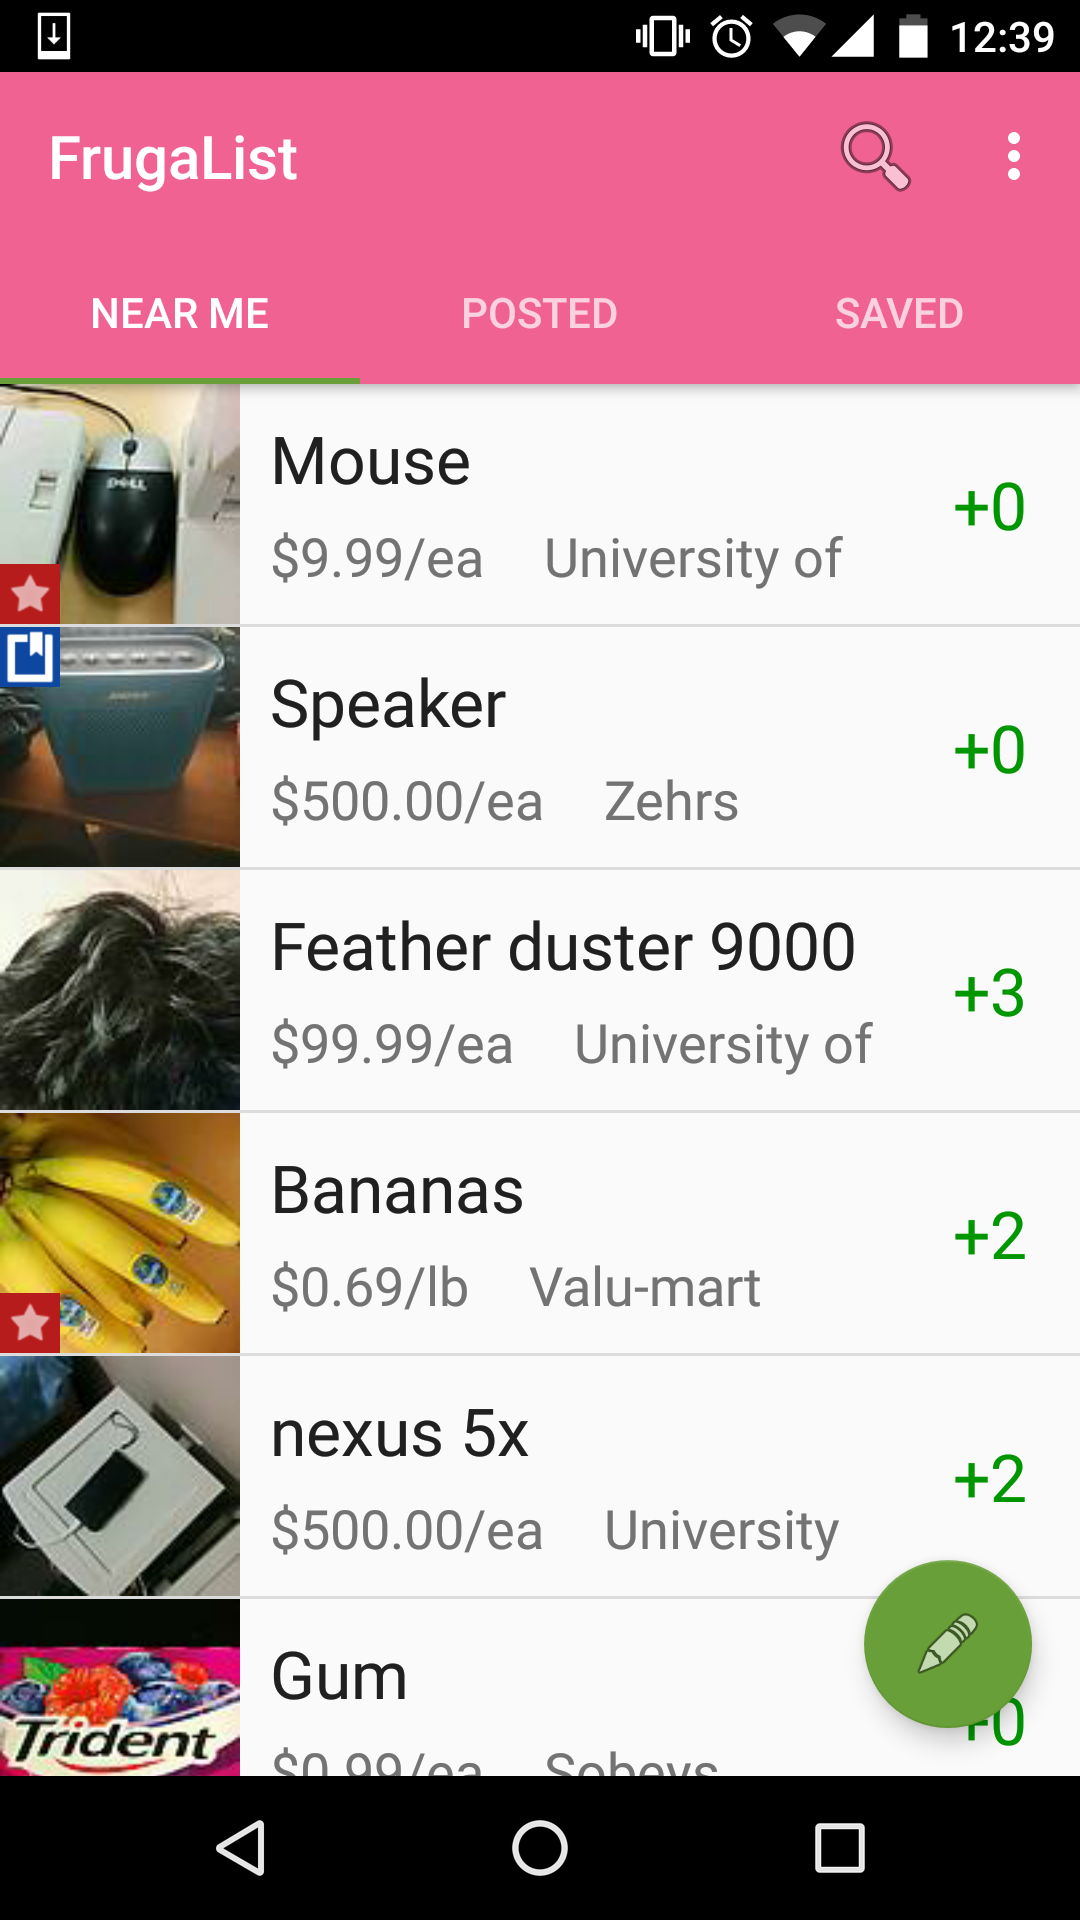 12:39
FrugaList
NEAR ME POSTED SAVED
DELL
Mouse
+0
$9.99/ea University of
Speaker
+0
$500.00/ea Zehrs
Feather duster 9000
+3
$99.99/ea University of
Bananas
+2
$0.69/lb Valu-mart
nexus 5x
+2
$500.00/ea University
Gum
+0
Trident
$0.99/ea Sobeys